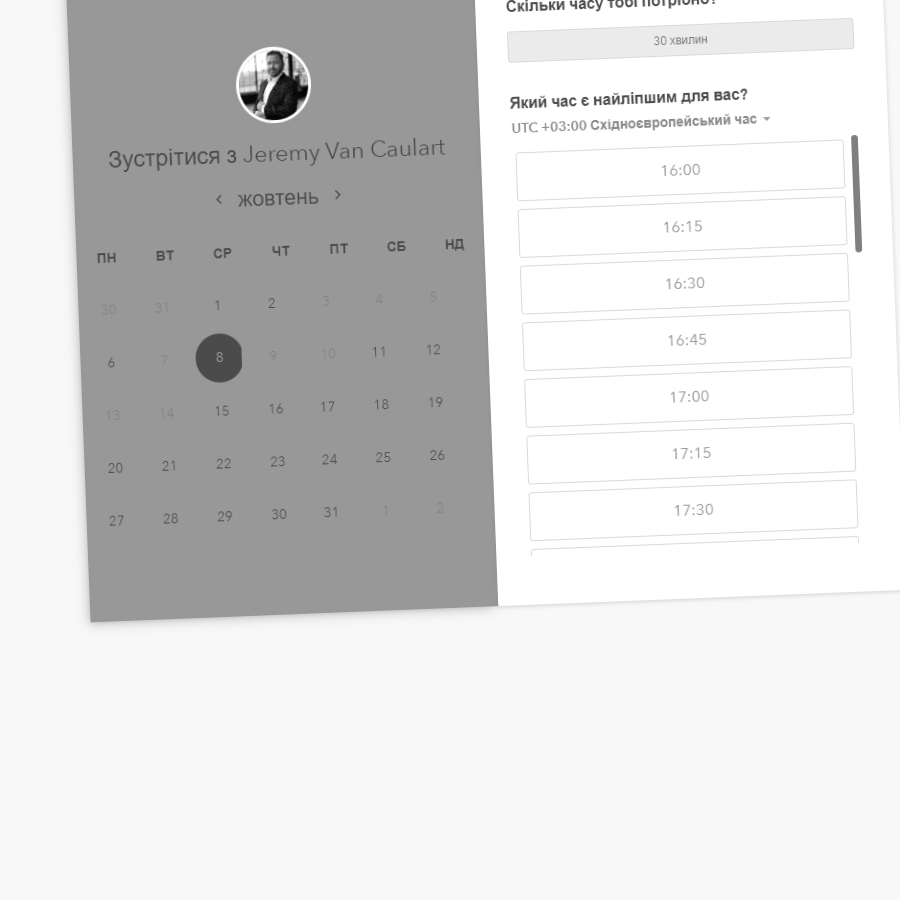 Зустрітися з Jeremy Van Caulart
жовтень
ПН ВТ СР ЧТ ПТ СБ НД
30 31 1 2 3 4 5
6 7 8 9 10 11 12
13 14 15 16 17 18 19
20 21 22 23 24 25 26
27 28 29 30 31 1 2
Скільки часу тобі потрібно?
30 хвилин
Який час є найліпшим для вас?
UTC +03:00 Східноєвропейський час
16:00
16:15
16:30
16:45
17:00
17:15
17:30